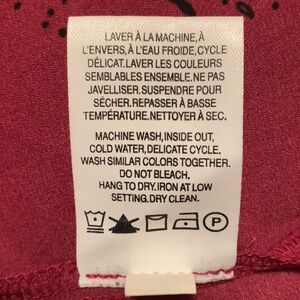 LAVER À LA MACHINE, À
L'ENVERS, À L'EAU FROIDE, CYCLE
DÉLICAT. LAVER LES COULEURS
SEMBLABLES ENSEMBLE. NE PAS
JAVELLISER. SUSPENDRE POUR
SÉCHER. REPASSER À BASSE
TEMPÉRATURE. NETTOYER À SEC.
MACHINE WASH, INSIDE OUT,
COLD WATER, DELICATE CYCLE.
WASH SIMILAR COLORS TOGETHER.
DO NOT BLEACH.
HANG TO DRY. IRON AT LOW
SETTING. DRY CLEAN.
P